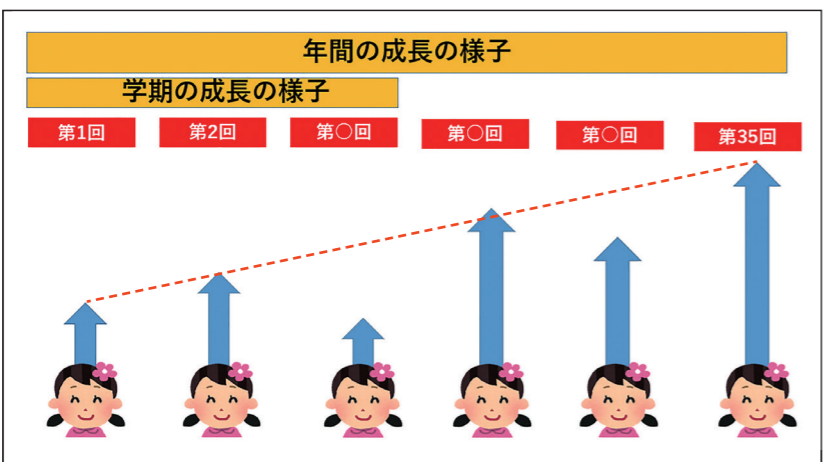 年間の成長の様子
学期の成長の様子
第1回 第2回 第○回 第○回 第○回 第35回